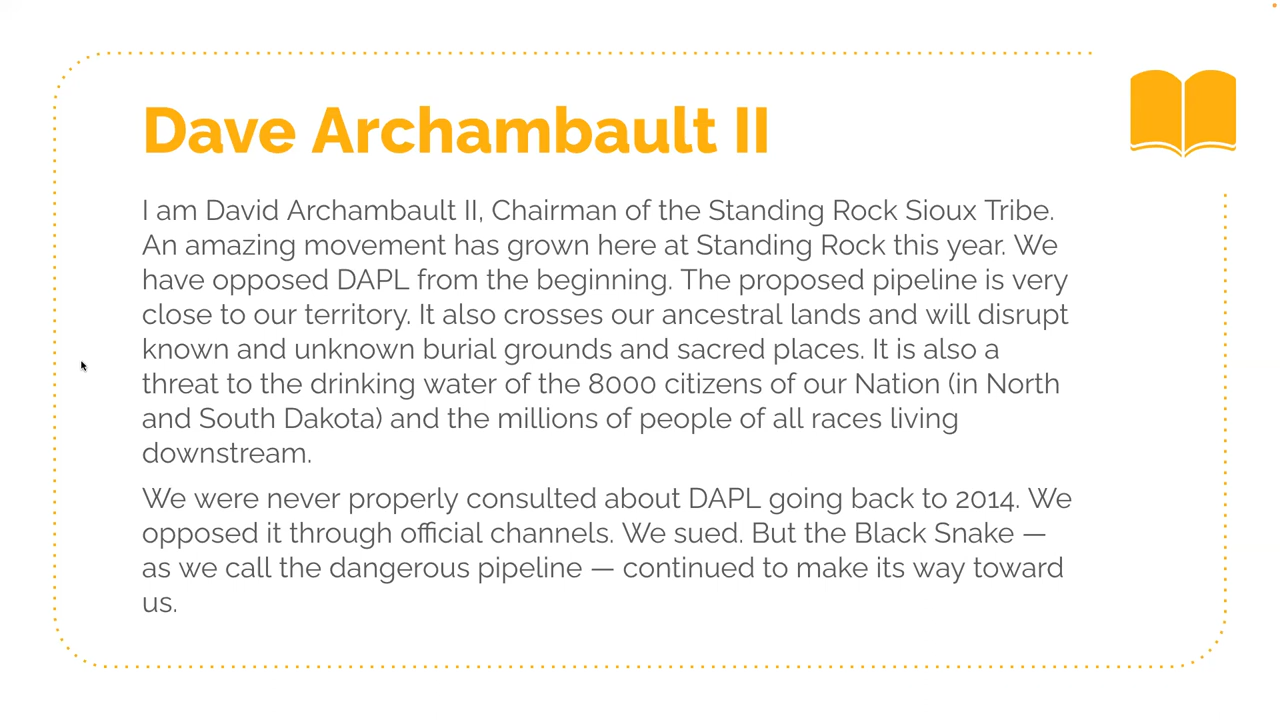 Dave Archambault II
I am David Archambault II, Chairman of the Standing Rock Sioux Tribe.
An amazing movement has grown here at Standing Rock this year. We
have opposed DAPL from the beginning. The proposed pipeline is very
close to our territory. It also crosses our ancestral lands and will disrupt
known and unknown burial grounds and sacred places. It is also a
threat to the drinking water of the 8000 citizens of our Nation (in North
and South Dakota) and the millions of people of all races living
downstream.
We were never properly consulted about DAPL going back to 2014. We
opposed it through official channels. We sued. But the Black Snake —
as we call the dangerous pipeline — continued to make its way toward
us.